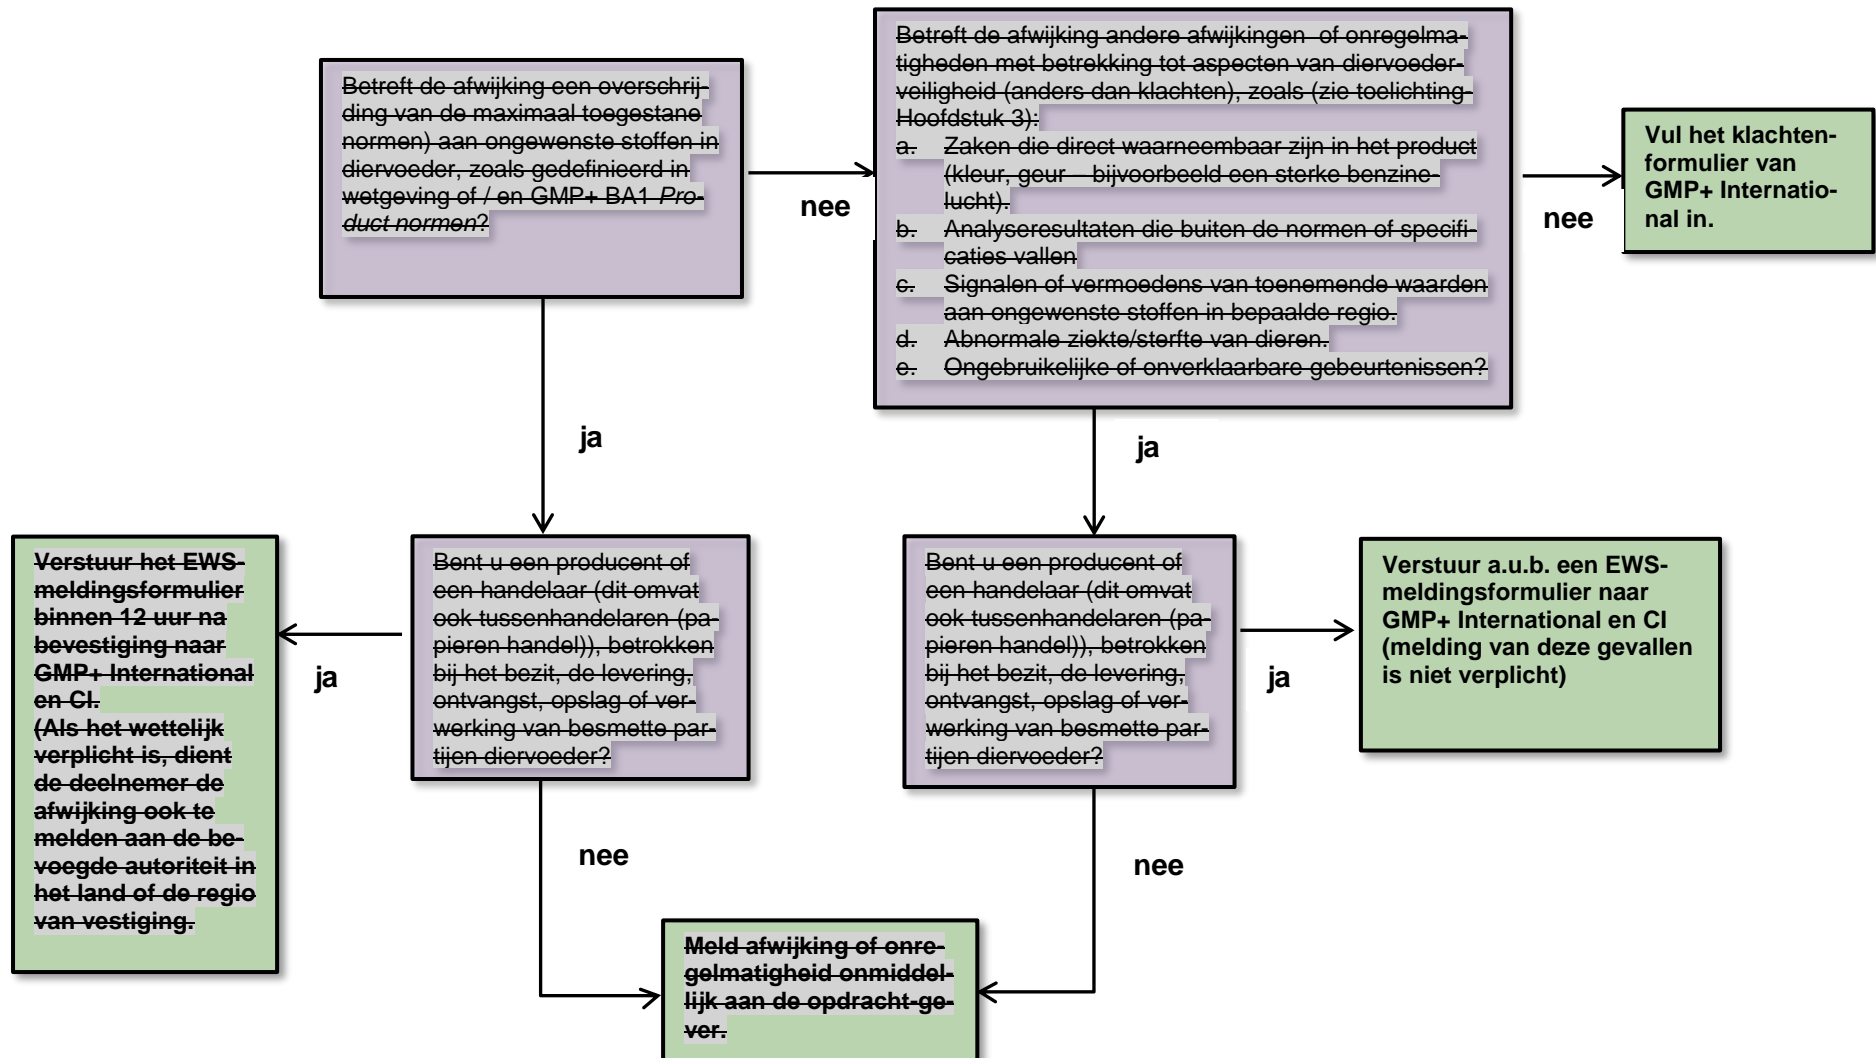 Betreft de afwijking een overschrij-
ding van de maximaal toegestane
normen) aan ongewenste stoffen in
diervoeder, zoals gedefinieerd in
wetgeving of / en GMP+ BA1 Pro-
duct normen?
nee
Betreft de afwijking andere afwijkingen of onregelma-
tigheden met betrekking tot aspecten van diervoeder-
veiligheid (anders dan klachten), zoals (zie toelichting
Hoofdstuk 3):
a. Zaken die direct waarneembaar zijn in het product
(kleur, geur – bijvoorbeeld een sterke benzine-
lucht).
b. Analyseresultaten die buiten de normen of specifi-
caties vallen
c. Signalen of vermoedens van toenemende waarden
aan ongewenste stoffen in bepaalde regio.
d. Abnormale ziekte/sterfte van dieren.
e. Ongebruikelijke of onverklaarbare gebeurtenissen?
nee
Vul het klachten-
formulier van
GMP+ Internatio-
nal in.
ja
ja
Verstuur het EWS-
meldingsformulier
binnen 12 uur na
bevestiging naar
GMP+ International
en CI.
(Als het wettelijk
verplicht is, dient
de deelnemer de
afwijking ook te
melden aan de be-
voegde autoriteit in
het land of de regio
van vestiging.
ja
Bent u een producent of
een handelaar (dit omvat
ook tussenhandelaren (pa-
pieren handel)), betrokken
bij het bezit, de levering,
ontvangst, opslag of ver-
werking van besmette par-
tijen diervoeder?
Bent u een producent of
een handelaar (dit omvat
ook tussenhandelaren (pa-
pieren handel)), betrokken
bij het bezit, de levering,
ontvangst, opslag of ver-
werking van besmette par-
tijen diervoeder?
ja
Verstuur a.u.b. een EWS-
meldingsformulier naar
GMP+ International en CI
(melding van deze gevallen
is niet verplicht)
nee
nee
Meld afwijking of onre-
gelmatigheid onmiddel-
lijk aan de opdracht-ge-
ver.